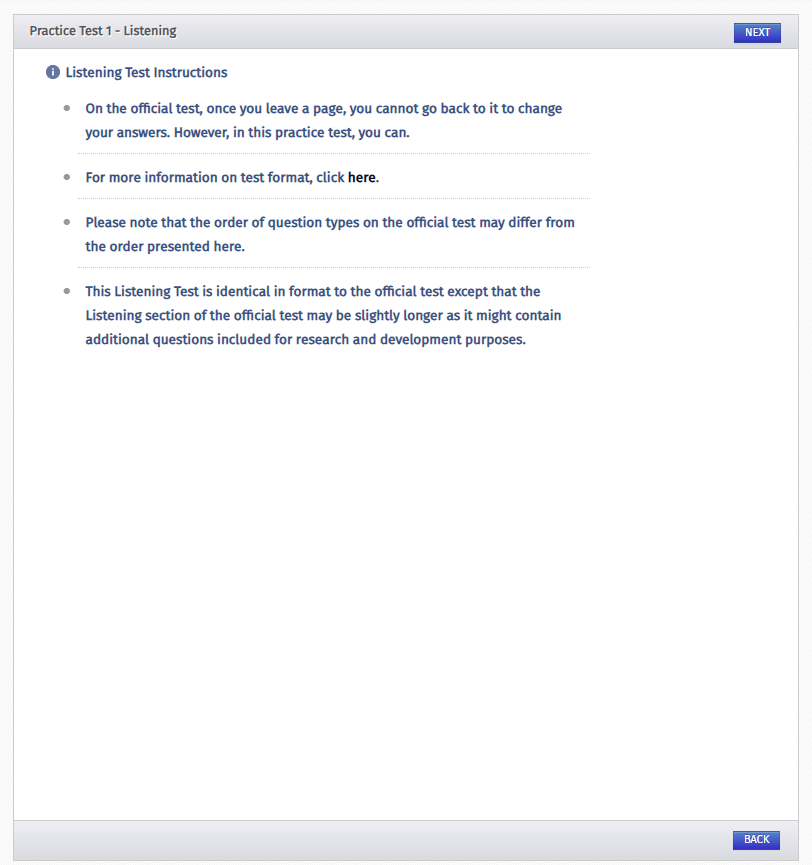 Practice Test 1 - Listening
NEXT
Listening Test Instructions
On the official test, once you leave a page, you cannot go back to it to change
your answers. However, in this practice test, you can.
For more information on test format, click here.
Please note that the order of question types on the official test may differ from
the order presented here.
This Listening Test is identical in format to the official test except that the
Listening section of the official test may be slightly longer as it might contain
additional questions included for research and development purposes.
BACK